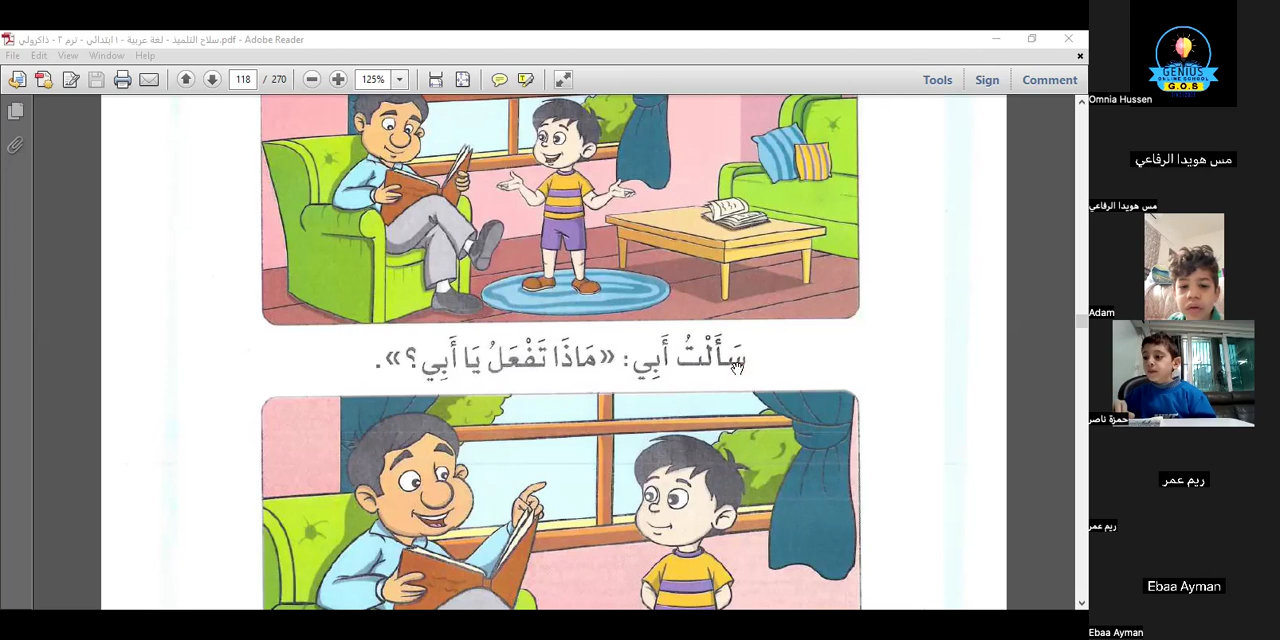 سلاح التلميذ - لغة عربية - ١ ابتدائي - ترم ٢ - ذاكرولي.pdf - Adobe Reader
File Edit View Window Help
118 / 270 125% Tools Sign Comment
سَأَلْتُ أَبِي: «مَاذَا تَفْعَلُ يَا أَبِي؟».
GENIUS
ONLINE SCHOOL
G.O.S
Omnia Hussen
مس هويدا الرفاعي
مس هويدا الرفاعي
Adam
حمزة ناصر
ريم عمر
ريم عمر
Ebaa Ayman
Ebaa Ayman